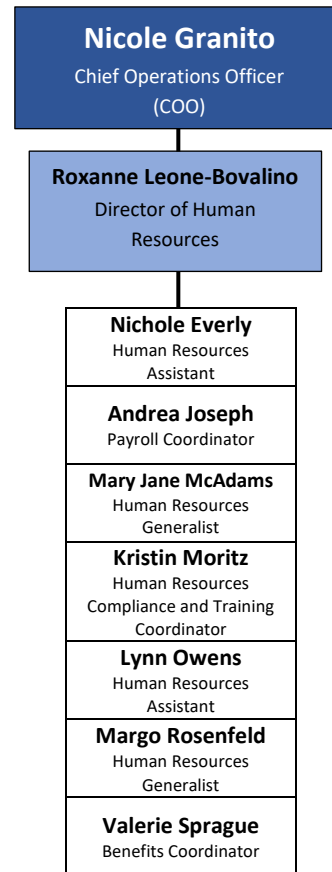 Nicole Granito
Chief Operations Officer
(COO)
Roxanne Leone-Bovalino
Director of Human
Resources
Nichole Everly
Human Resources
Assistant
Andrea Joseph
Payroll Coordinator
Mary Jane McAdams
Human Resources
Generalist
Kristin Moritz
Human Resources
Compliance and Training
Coordinator
Lynn Owens
Human Resources
Assistant
Margo Rosenfeld
Human Resources
Generalist
Valerie Sprague
Benefits Coordinator